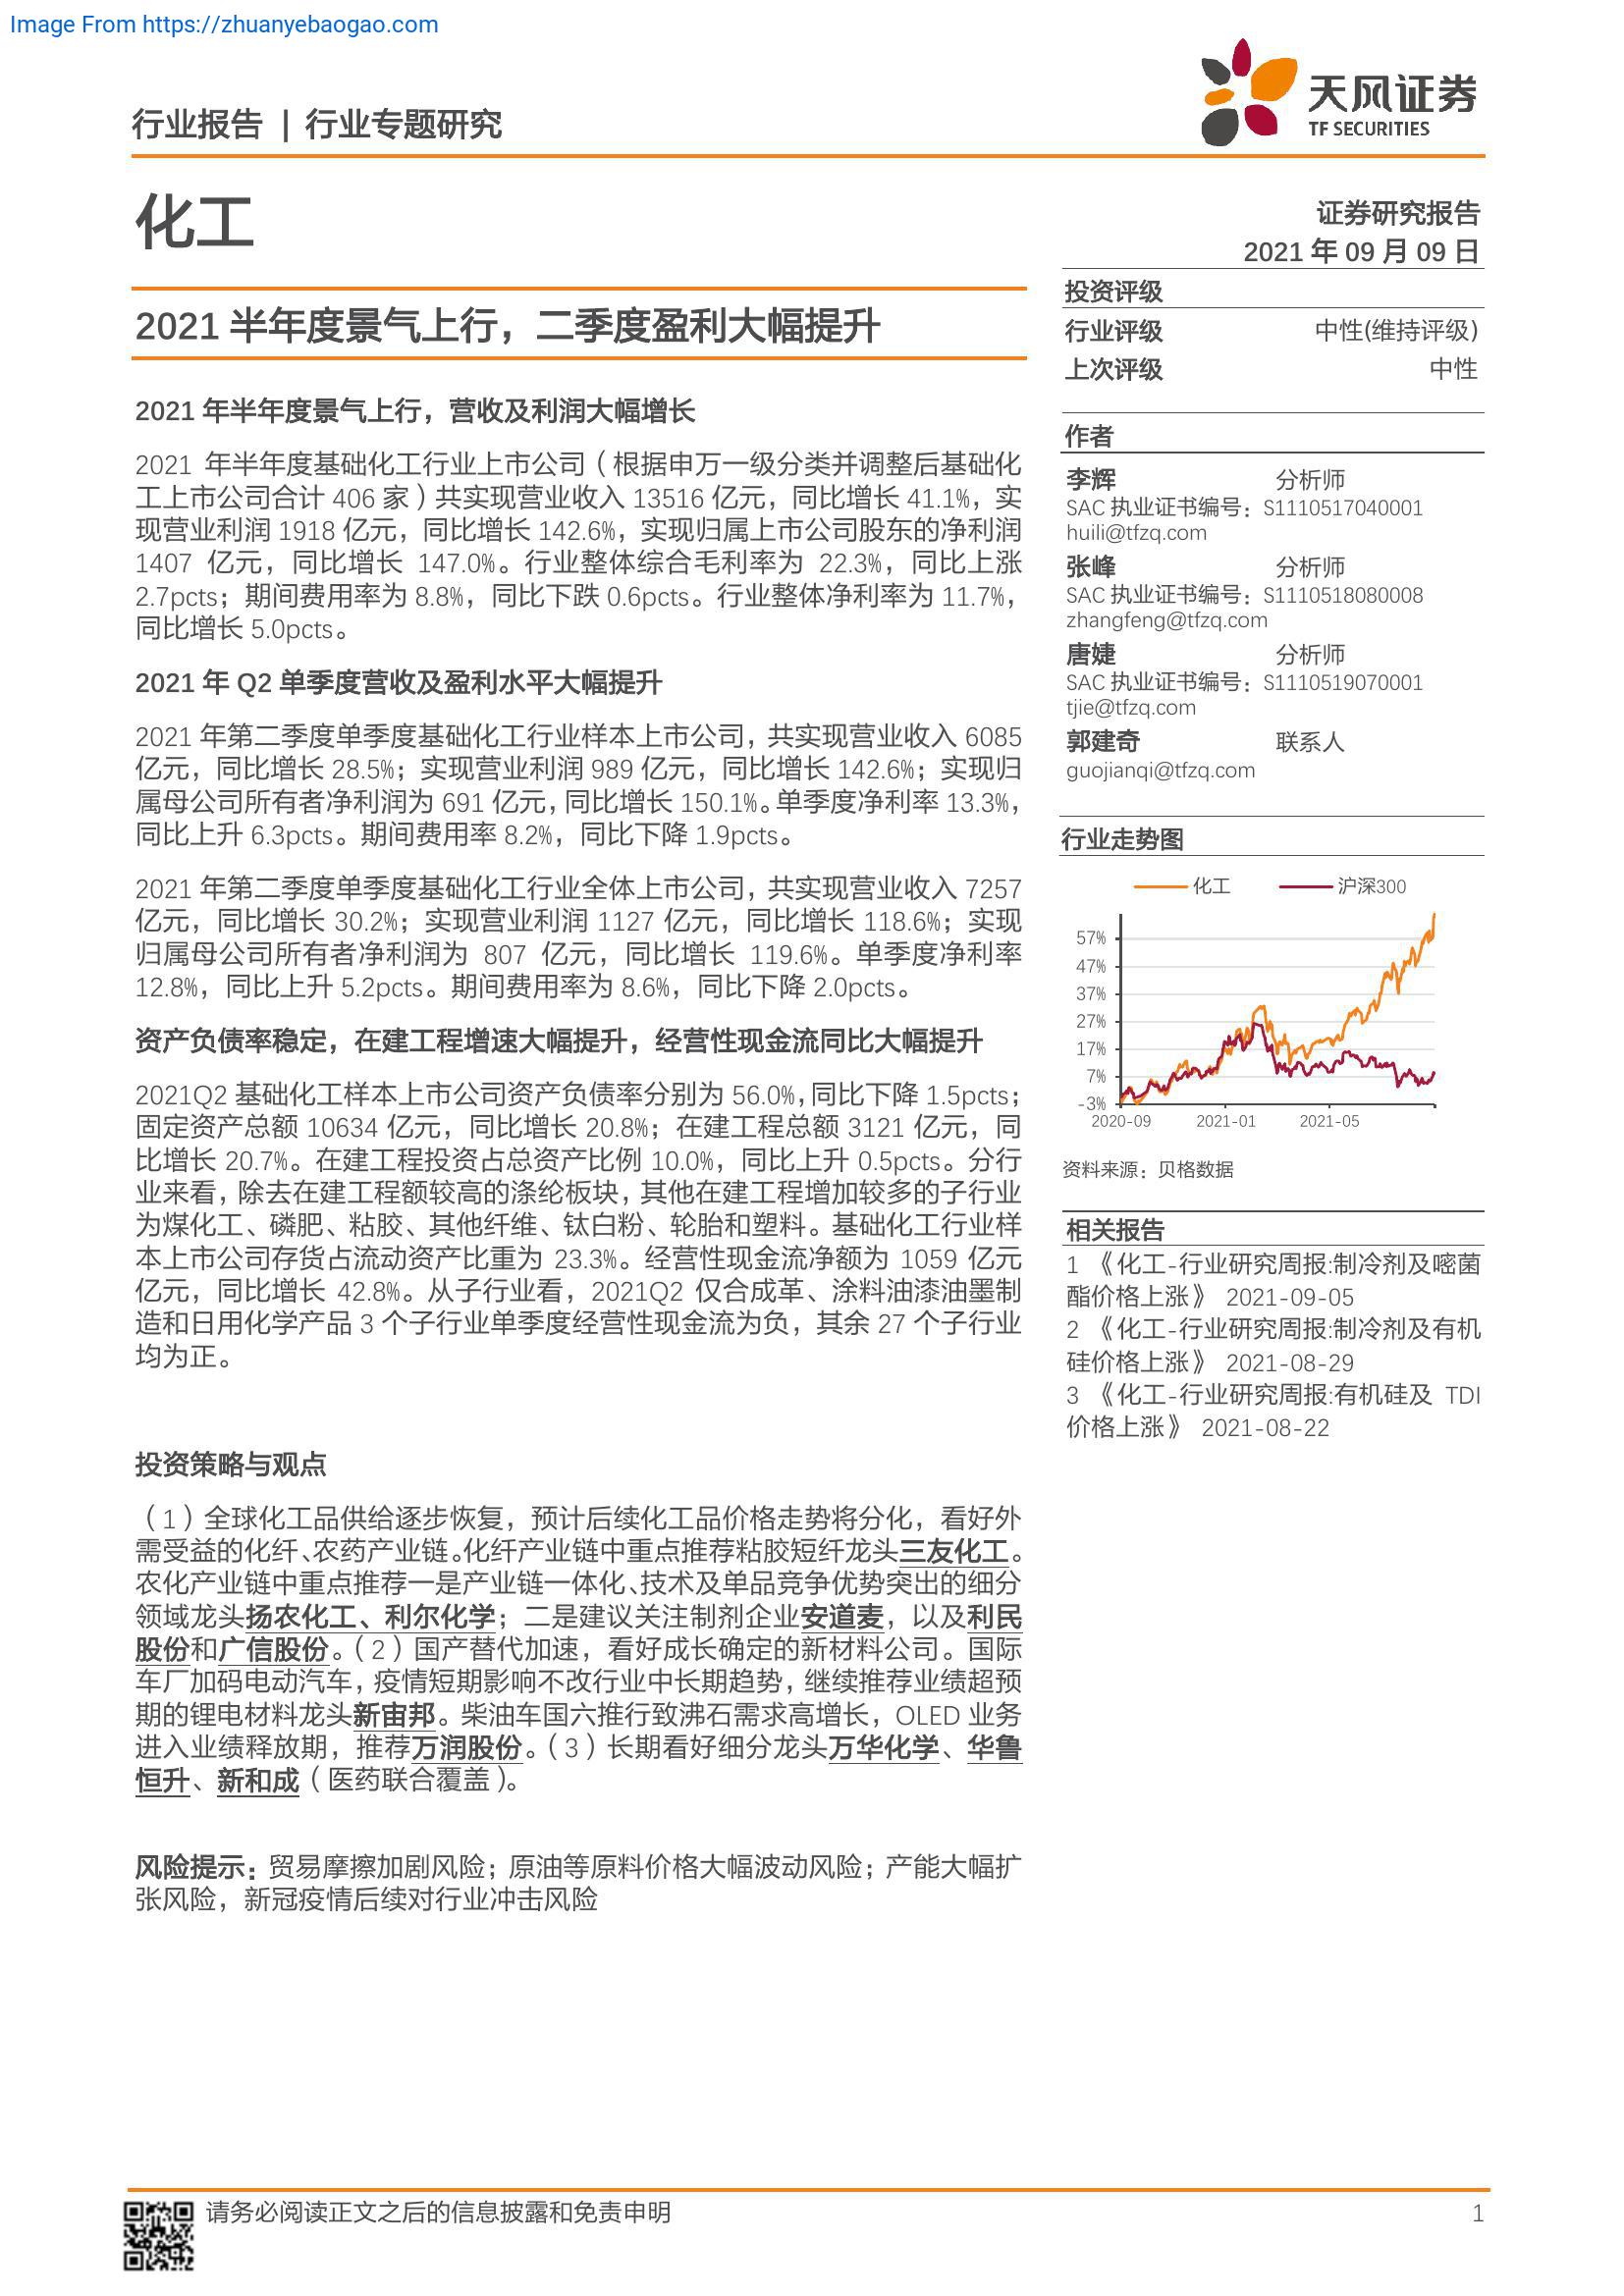 Image From https://zhuanyebaogao.com
天风证券
TF SECURITIES
行业报告 | 行业专题研究
化工
证券研究报告
2021 年 09 月 09 日
2021 半年度景气上行，二季度盈利大幅提升
2021 年半年度景气上行，营收及利润大幅增长
2021 年半年度基础化工行业上市公司（根据申万一级分类并调整后基础化
工上市公司合计 406 家）共实现营业收入 13516 亿元，同比增长 41.1%，实
现营业利润 1918 亿元，同比增长 142.6%，实现归属上市公司股东的净利润
1407 亿元，同比增长 147.0%。行业整体综合毛利率为 22.3%，同比上涨
2.7pcts；期间费用率为 8.8%，同比下跌 0.6pcts。行业整体净利率为 11.7%，
同比增长 5.0pcts。
2021 年 Q2 单季度营收及盈利水平大幅提升
2021 年第二季度单季度基础化工行业样本上市公司，共实现营业收入 6085
亿元，同比增长 28.5%；实现营业利润 989 亿元，同比增长 142.6%；实现归
属母公司所有者净利润为 691 亿元，同比增长 150.1%。单季度净利率 13.3%，
同比上升 6.3pcts。期间费用率 8.2%，同比下降 1.9pcts。
2021 年第二季度单季度基础化工行业全体上市公司，共实现营业收入 7257
亿元，同比增长 30.2%；实现营业利润 1127 亿元，同比增长 118.6%；实现
归属母公司所有者净利润为 807 亿元，同比增长 119.6%。单季度净利率
12.8%，同比上升 5.2pcts。期间费用率为 8.6%，同比下降 2.0pcts。
资产负债率稳定，在建工程增速大幅提升，经营性现金流同比大幅提升
2021Q2 基础化工样本上市公司资产负债率分别为 56.0%，同比下降 1.5pcts；
固定资产总额 10634 亿元，同比增长 20.8%；在建工程总额 3121 亿元，同
比增长 20.7%。在建工程投资占总资产比例 10.0%，同比上升 0.5pcts。分行
业来看，除去在建工程额较高的涤纶板块，其他在建工程增加较多的子行业
为煤化工、磷肥、粘胶、其他纤维、钛白粉、轮胎和塑料。基础化工行业样
本上市公司存货占流动资产比重为 23.3%。经营性现金流净额为 1059 亿元
亿元，同比增长 42.8%。从子行业看，2021Q2 仅合成革、涂料油漆油墨制
造和日用化学产品 3 个子行业单季度经营性现金流为负，其余 27 个子行业
均为正。
投资策略与观点
（1）全球化工品供给逐步恢复，预计后续化工品价格走势将分化，看好外
需受益的化纤、农药产业链。化纤产业链中重点推荐粘胶短纤龙头三友化工。
农化产业链中重点推荐一是产业链一体化、技术及单品竞争优势突出的细分
领域龙头扬农化工、利尔化学；二是建议关注制剂企业安道麦，以及利民
股份和广信股份。（2）国产替代加速，看好成长确定的新材料公司。国际
车厂加码电动汽车，疫情短期影响不改行业中长期趋势，继续推荐业绩超预
期的锂电材料龙头新宙邦。柴油车国六推行致沸石需求高增长，OLED 业务
进入业绩释放期，推荐万润股份。（3）长期看好细分龙头万华化学、华鲁
恒升、新和成（医药联合覆盖）。
风险提示：贸易摩擦加剧风险；原油等原料价格大幅波动风险；产能大幅扩
张风险，新冠疫情后续对行业冲击风险
投资评级
行业评级 中性(维持评级)
上次评级 中性
作者
李辉 分析师
SAC 执业证书编号：S1110517040001
huili@tfzq.com
张峰 分析师
SAC 执业证书编号：S1110518080008
zhangfeng@tfzq.com
唐婕 分析师
SAC 执业证书编号：S1110519070001
tjie@tfzq.com
郭建奇 联系人
guojianqi@tfzq.com
行业走势图
化工 沪深300
57%
47%
37%
27%
17%
7%
-3%
2020-09 2021-01 2021-05
资料来源：贝格数据
相关报告
1 《化工-行业研究周报:制冷剂及嘧菌
酯价格上涨》 2021-09-05
2 《化工-行业研究周报:制冷剂及有机
硅价格上涨》 2021-08-29
3 《化工-行业研究周报:有机硅及 TDI
价格上涨》 2021-08-22
请务必阅读正文之后的信息披露和免责申明 1